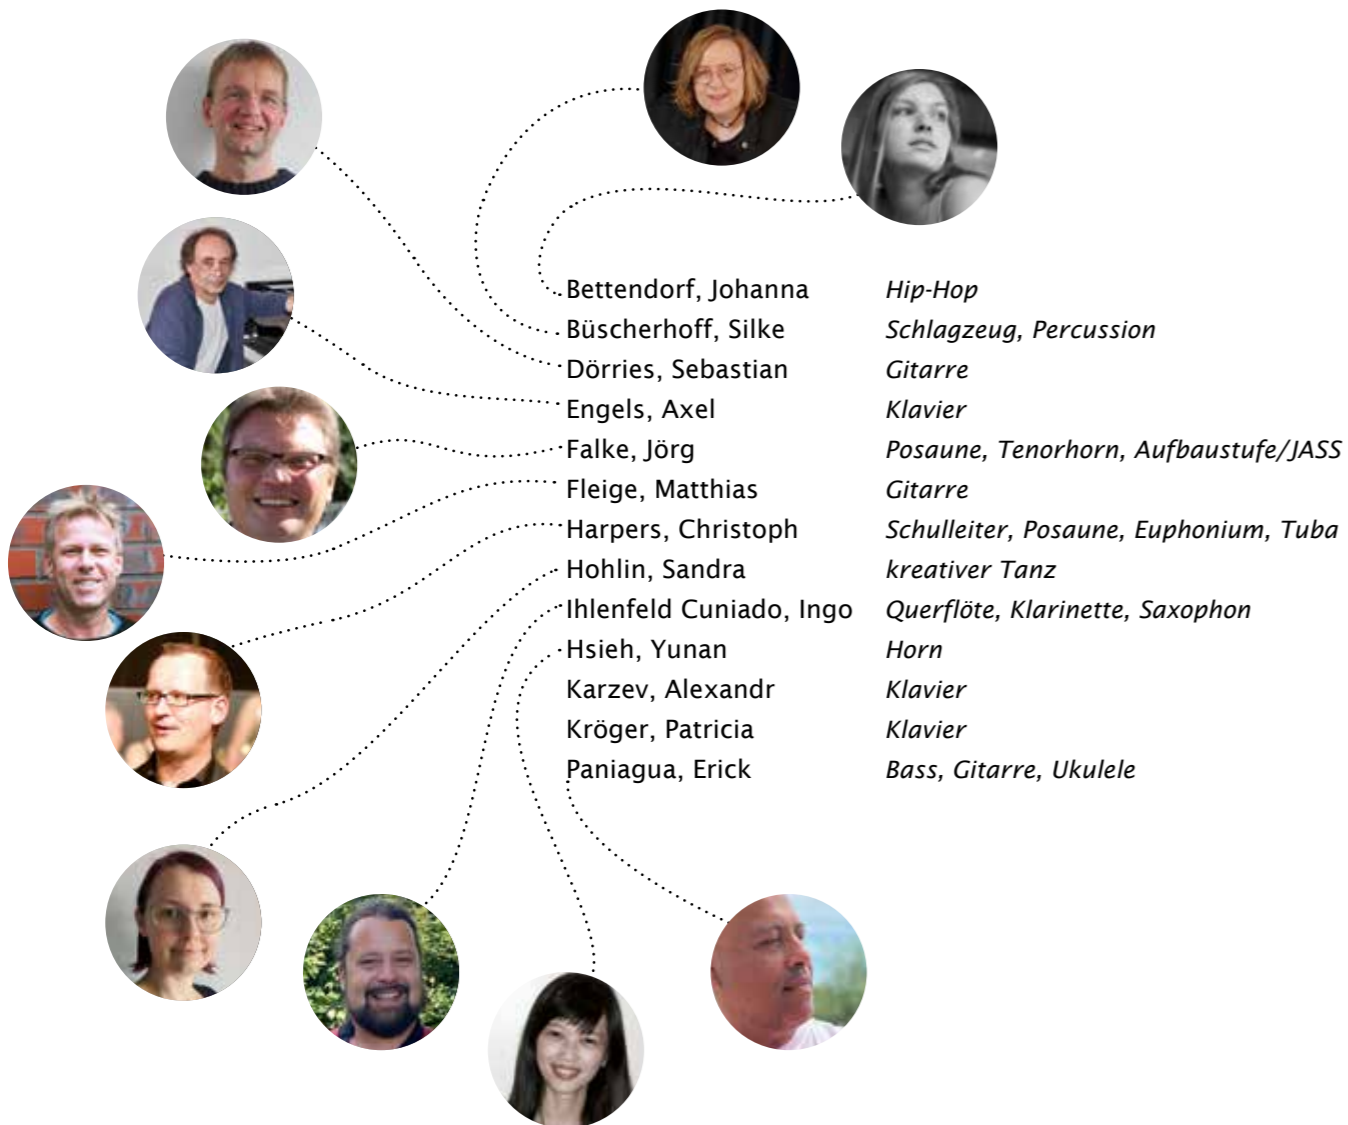 Bettendorf, Johanna Hip-Hop
Büscherhoff, Silke Schlagzeug, Percussion
Dörries, Sebastian Gitarre
Engels, Axel Klavier
Falke, Jörg Posaune, Tenorhorn, Aufbaustufe/JASS
Fleige, Matthias Gitarre
Harpers, Christoph Schulleiter, Posaune, Euphonium, Tuba
Hohlin, Sandra kreativer Tanz
Ihlenfeld Cuniado, Ingo Querflöte, Klarinette, Saxophon
Hsieh, Yunan Horn
Karzev, Alexandr Klavier
Kröger, Patricia Klavier
Paniagua, Erick Bass, Gitarre, Ukulele